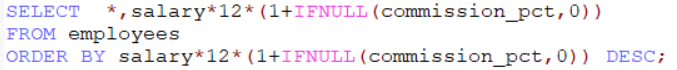 SELECT  *,salary*12*(1+IFNULL(commission_pct,0))
FROM employees
ORDER BY salary*12*(1+IFNULL(commission_pct,0)) DESC;